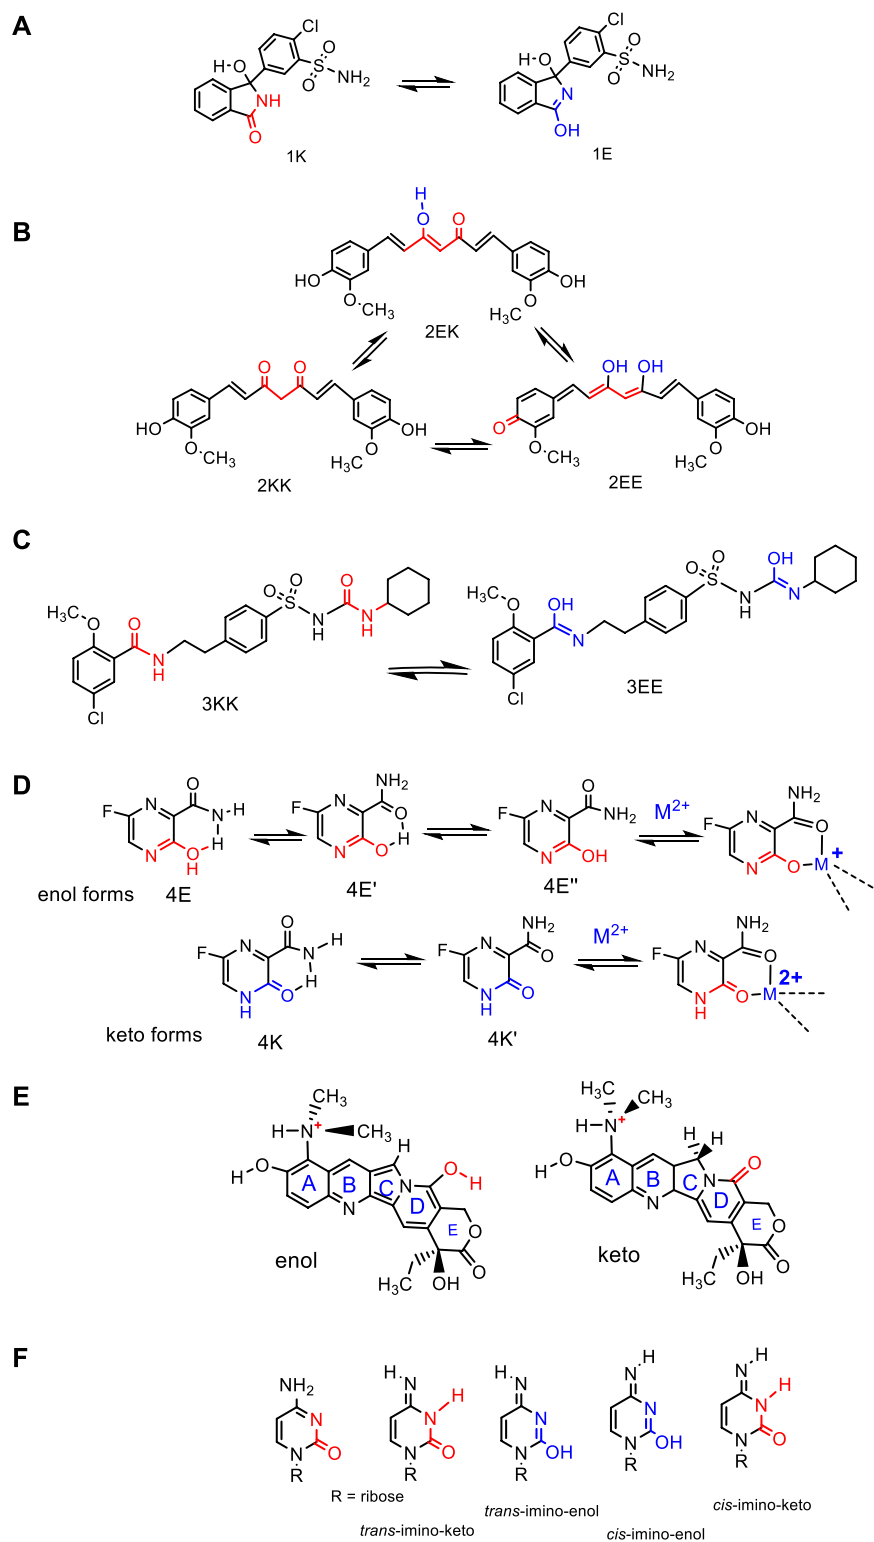 A
Cl
H-O
O
S
O
NH2
NH
O
1K
Cl
H-O
O
S
O
NH2
N
OH
1E
B
H
O
O
HO
O
CH3
OH
O
H3C
2EK
O
O
HO
O
CH3
OH
O
H3C
2KK
OH
OH
O
O
CH3
OH
O
H3C
2EE
C
H3C
O
O
N
H
Cl
O
O
S
N
H
O
N
H
3KK
H3C
O
OH
N
Cl
O
O
S
N
H
OH
N
3EE
D
O
F
N
N
H
H
N
O
H
4E
NH2
F
N
O
H
N
O
4E'
O
F
N
NH2
N
OH
4E''
M2+
NH2
F
N
O
N
O
M
+
enol forms
O
F
N
N
H
H
N
H
O
4K
NH2
F
N
O
N
H
O
4K'
M2+
NH2
F
N
O
N
H
O
M
2+
keto forms
E
CH3
H-N+
CH3
H
O
H
O
H
A
B
C
N
D
N
E
O
O
H3C
OH
enol
H3C
CH3
H-N+
H
H
O
H
O
A
B
C
N
D
N
E
O
O
H3C
OH
keto
F
NH2
N
N
O
R
H
N
H
N
N
O
R
H
N
N
N
OH
R
H
N
N
N
OH
R
H
N
H
N
N
O
R
R = ribose
trans-imino-keto
trans-imino-enol
cis-imino-enol
cis-imino-keto